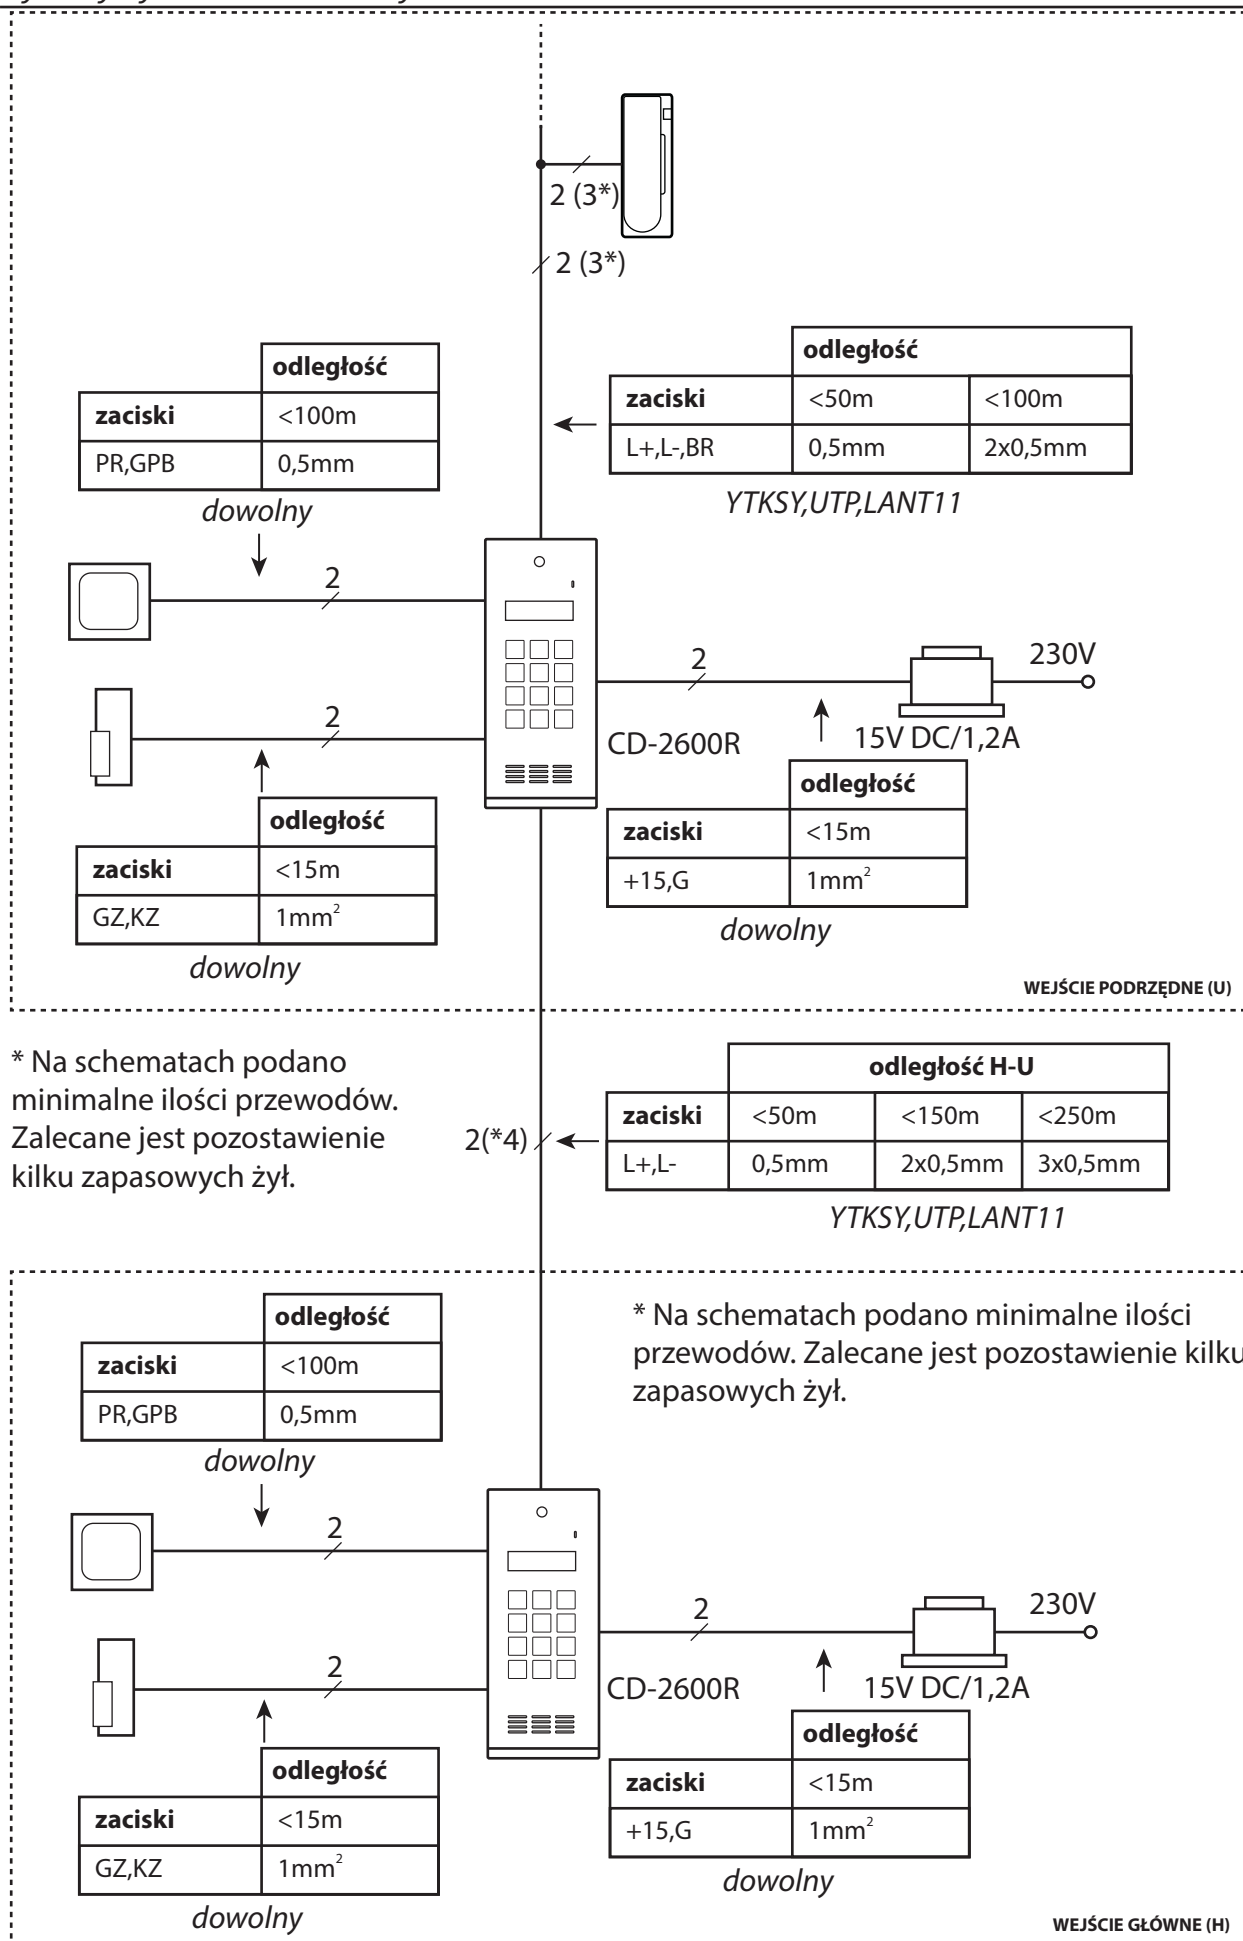 2 (3*)
2 (3*)
odległość
zaciski <100m
PR,GPB 0,5mm
dowolny
odległość
zaciski <50m <100m
L+,L-,BR 0,5mm 2x0,5mm
YTKSY,UTP,LANT11
2
2
2
230V
CD-2600R
15V DC/1,2A
odległość
zaciski <15m
GZ,KZ 1mm²
dowolny
odległość
zaciski <15m
+15,G 1mm²
dowolny
WEJŚCIE PODRZĘDNE (U)
* Na schematach podano
minimalne ilości przewodów.
Zalecane jest pozostawienie
kilku zapasowych żył.
2(*4)
odległość H-U
zaciski <50m <150m <250m
L+,L- 0,5mm 2x0,5mm 3x0,5mm
YTKSY,UTP,LANT11
* Na schematach podano minimalne ilości
przewodów. Zalecane jest pozostawienie kilku
zapasowych żył.
odległość
zaciski <100m
PR,GPB 0,5mm
dowolny
2
2
2
230V
CD-2600R
15V DC/1,2A
odległość
zaciski <15m
GZ,KZ 1mm²
dowolny
odległość
zaciski <15m
+15,G 1mm²
dowolny
WEJŚCIE GŁÓWNE (H)